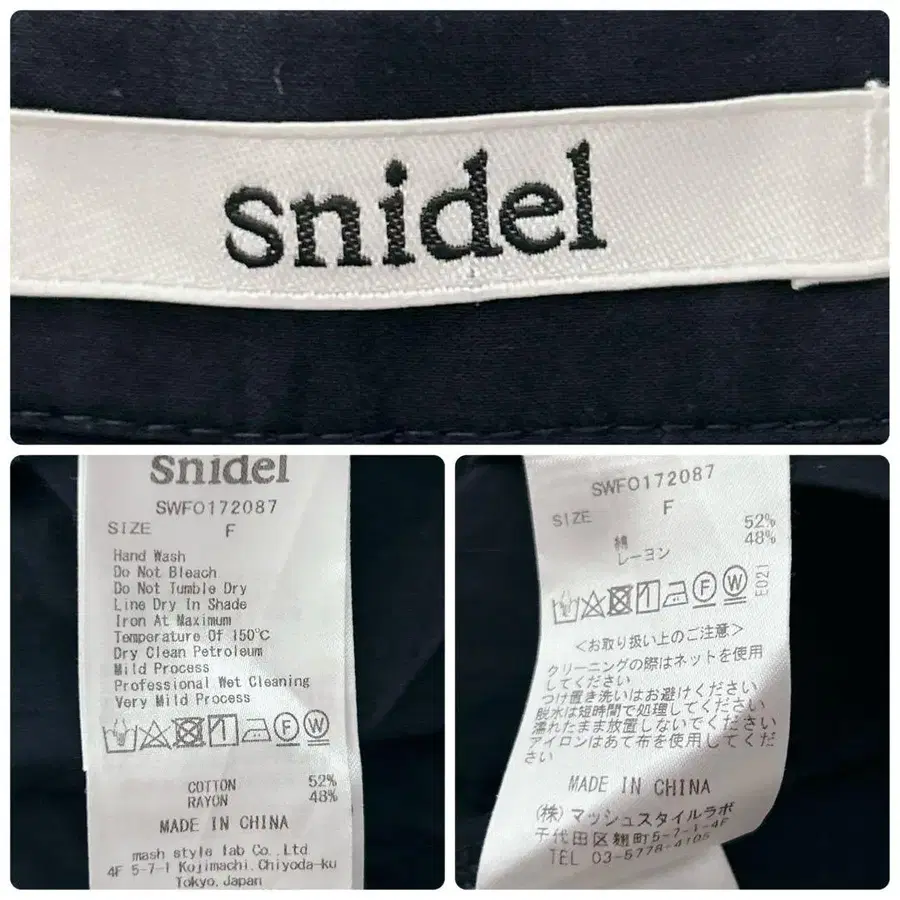 snidel
snidel
SWFO172087
SIZE F
Hand Wash
Do Not Bleach
Do Not Tumble Dry
Line Dry In Shade
Iron At Maximum
Temperature Of 150℃
Dry Clean Petroleum
Mild Process
Professional Wet Cleaning
Very Mild Process
F W
COTTON 52%
RAYON 48%
MADE IN CHINA
mash style lab Co.,Ltd
4F 5-7-1 Kojimachi,Chiyoda-ku
Tokyo,Japan
SWFO172087
SIZE F
綿 52%
レーヨン 48%
F W E021
<お取り扱い上のご注意>
クリーニングの際はネットを使用
してください
つけ置き洗いはお避けください
脱水は短時間で処理してください
濡れたまま放置しないでください
アイロンはあて布を使用してくだ
さい
MADE IN CHINA
(株)マッシュスタイルラボ
千代田区麹町5-7-1-4F
TEL 03-5778-4105